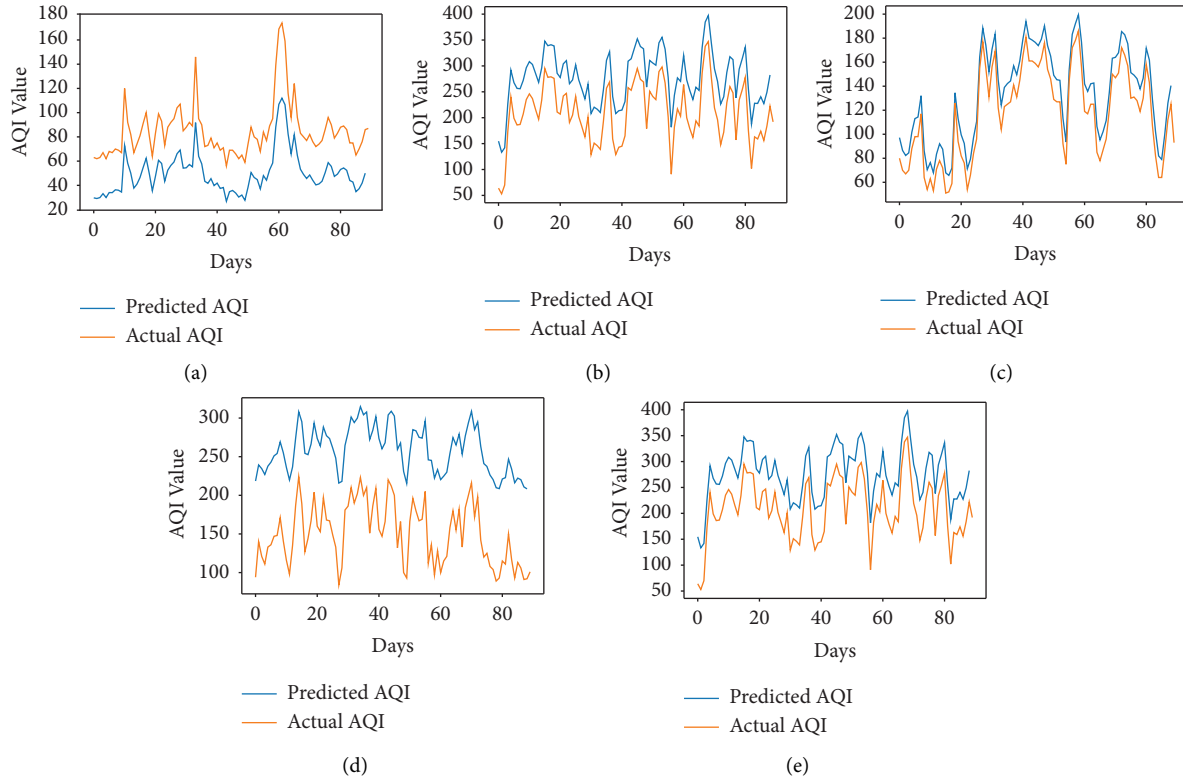 AQI Value
180
160
140
120
100
80
60
40
20
0 20 40 60 80
Days
Predicted AQI
Actual AQI
(a)
AQI Value
400
350
300
250
200
150
100
50
0 20 40 60 80
Days
Predicted AQI
Actual AQI
(b)
AQI Value
200
180
160
140
120
100
80
60
0 20 40 60 80
Days
Predicted AQI
Actual AQI
(c)
AQI Value
300
250
200
150
100
0 20 40 60 80
Days
Predicted AQI
Actual AQI
(d)
AQI Value
400
350
300
250
200
150
100
50
0 20 40 60 80
Days
Predicted AQI
Actual AQI
(e)